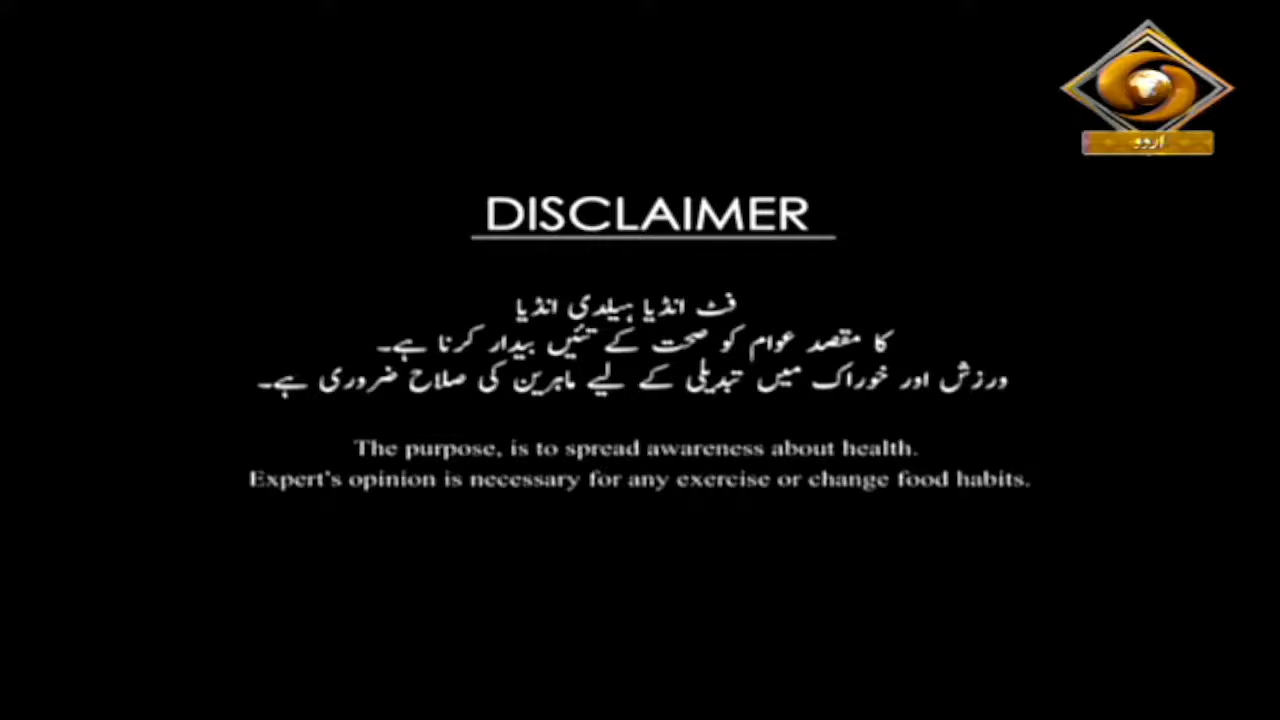 اردو
DISCLAIMER
فٹ انڈیا ہیلدی انڈیا
کا مقصد عوام کو صحت کے تئیں بیدار کرنا ہے۔
ورزش اور خوراک میں تبدیلی کے لیے ماہرین کی صلاح ضروری ہے۔
The purpose, is to spread awareness about health.
Expert's opinion is necessary for any exercise or change food habits.